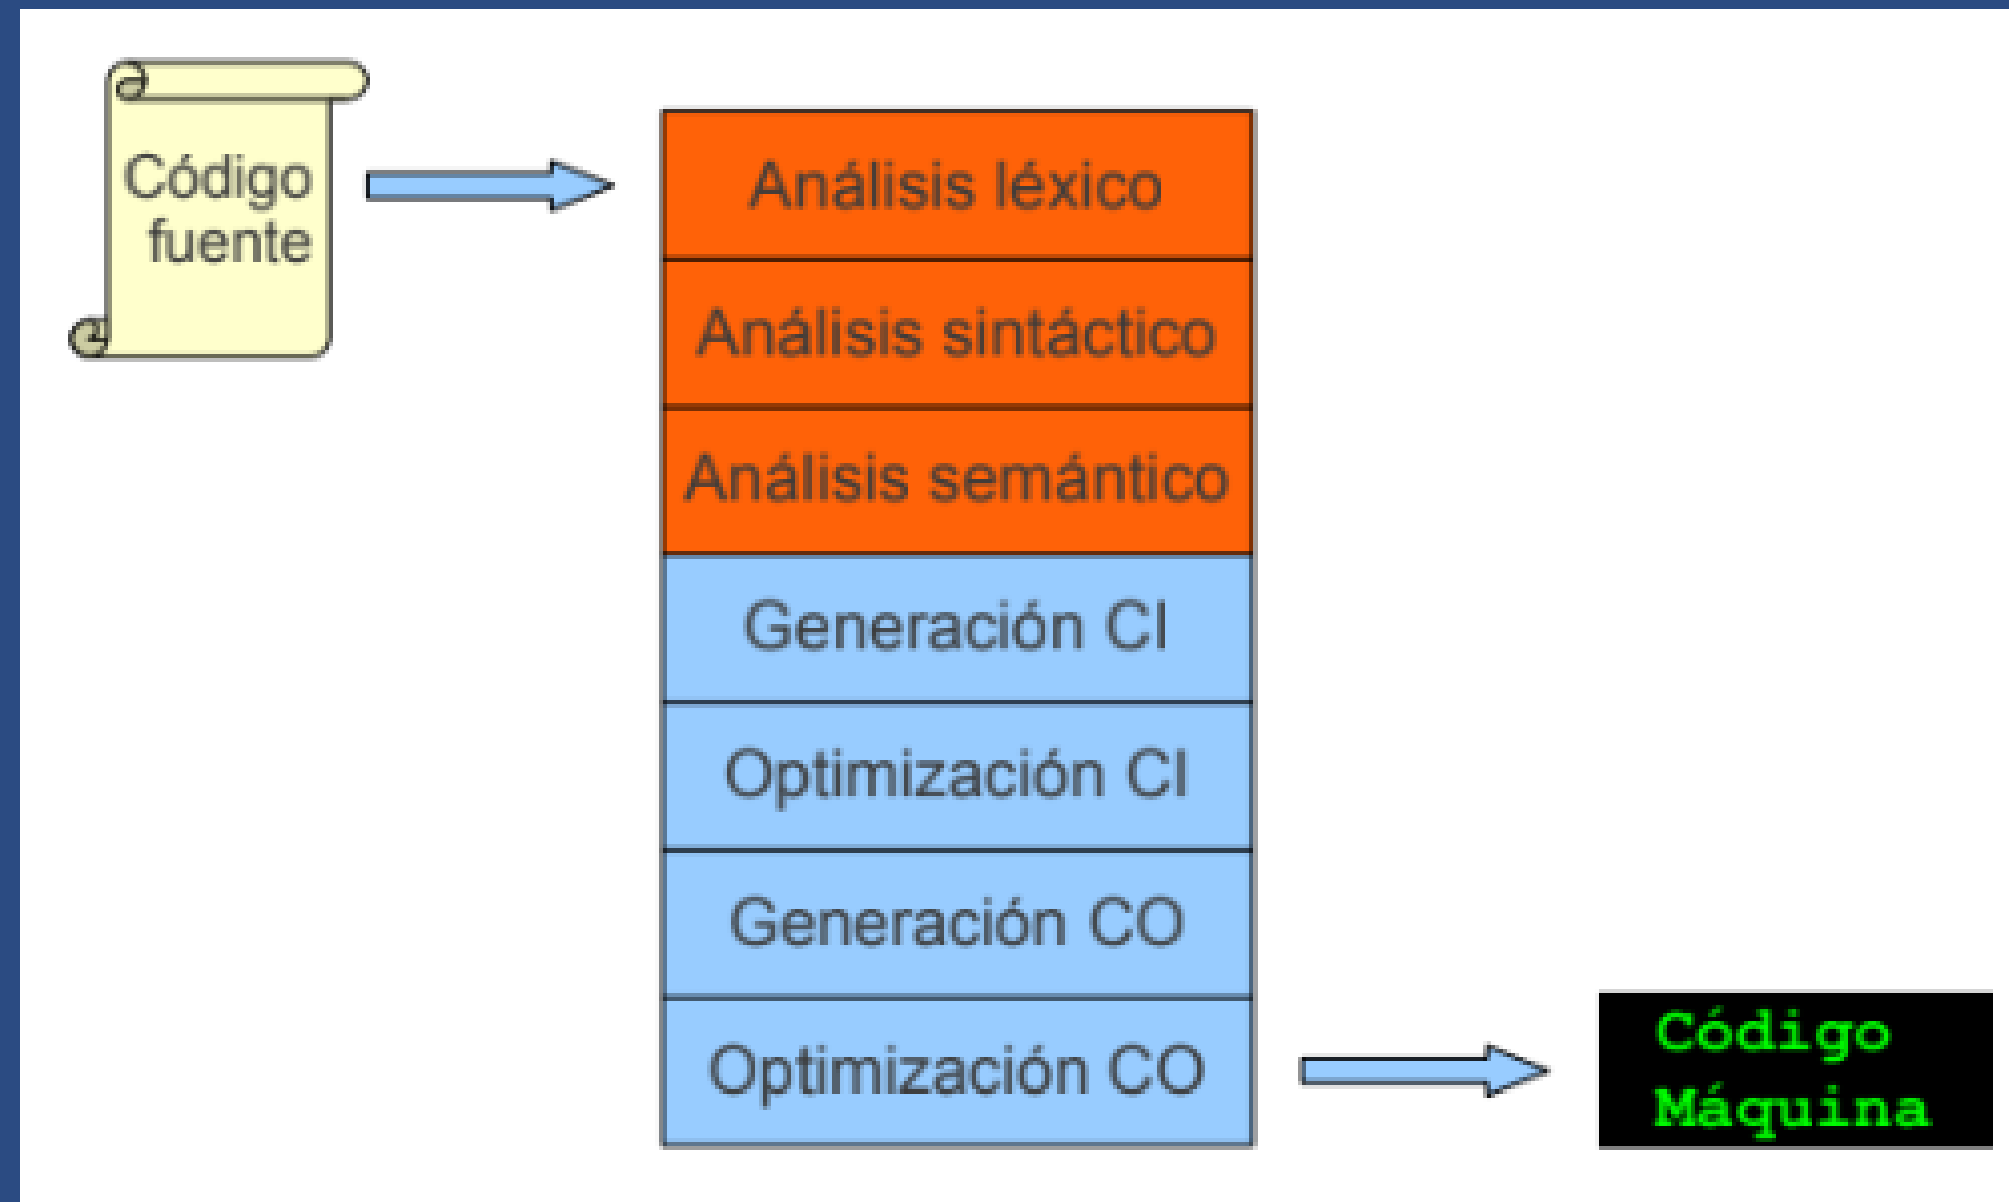 Código
fuente
Análisis léxico
Análisis sintáctico
Análisis semántico
Generación CI
Optimización CI
Generación CO
Optimización CO
Código
Máquina